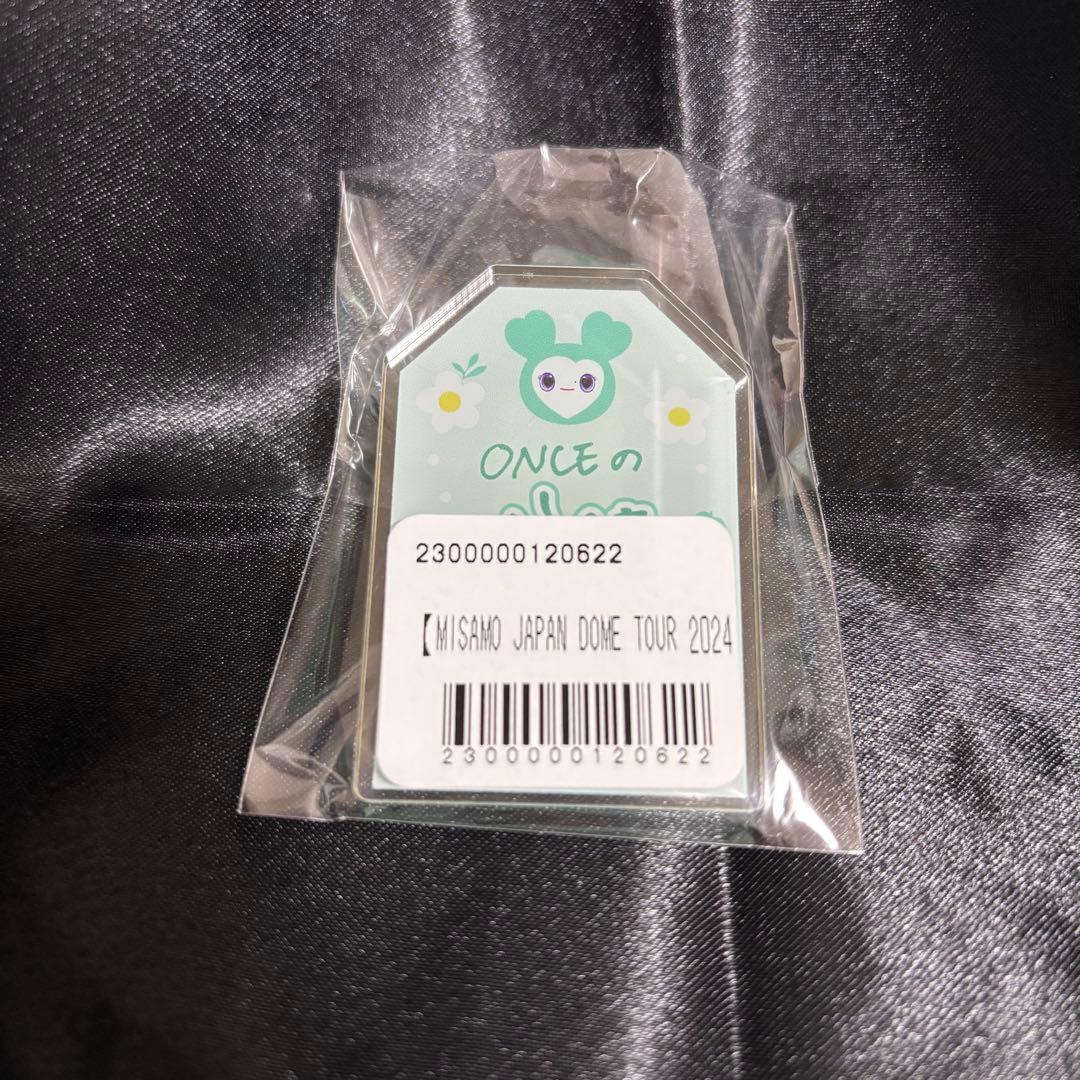 ONCEの
2300000120622
【MISAMO JAPAN DOME TOUR 2024
2300000120622